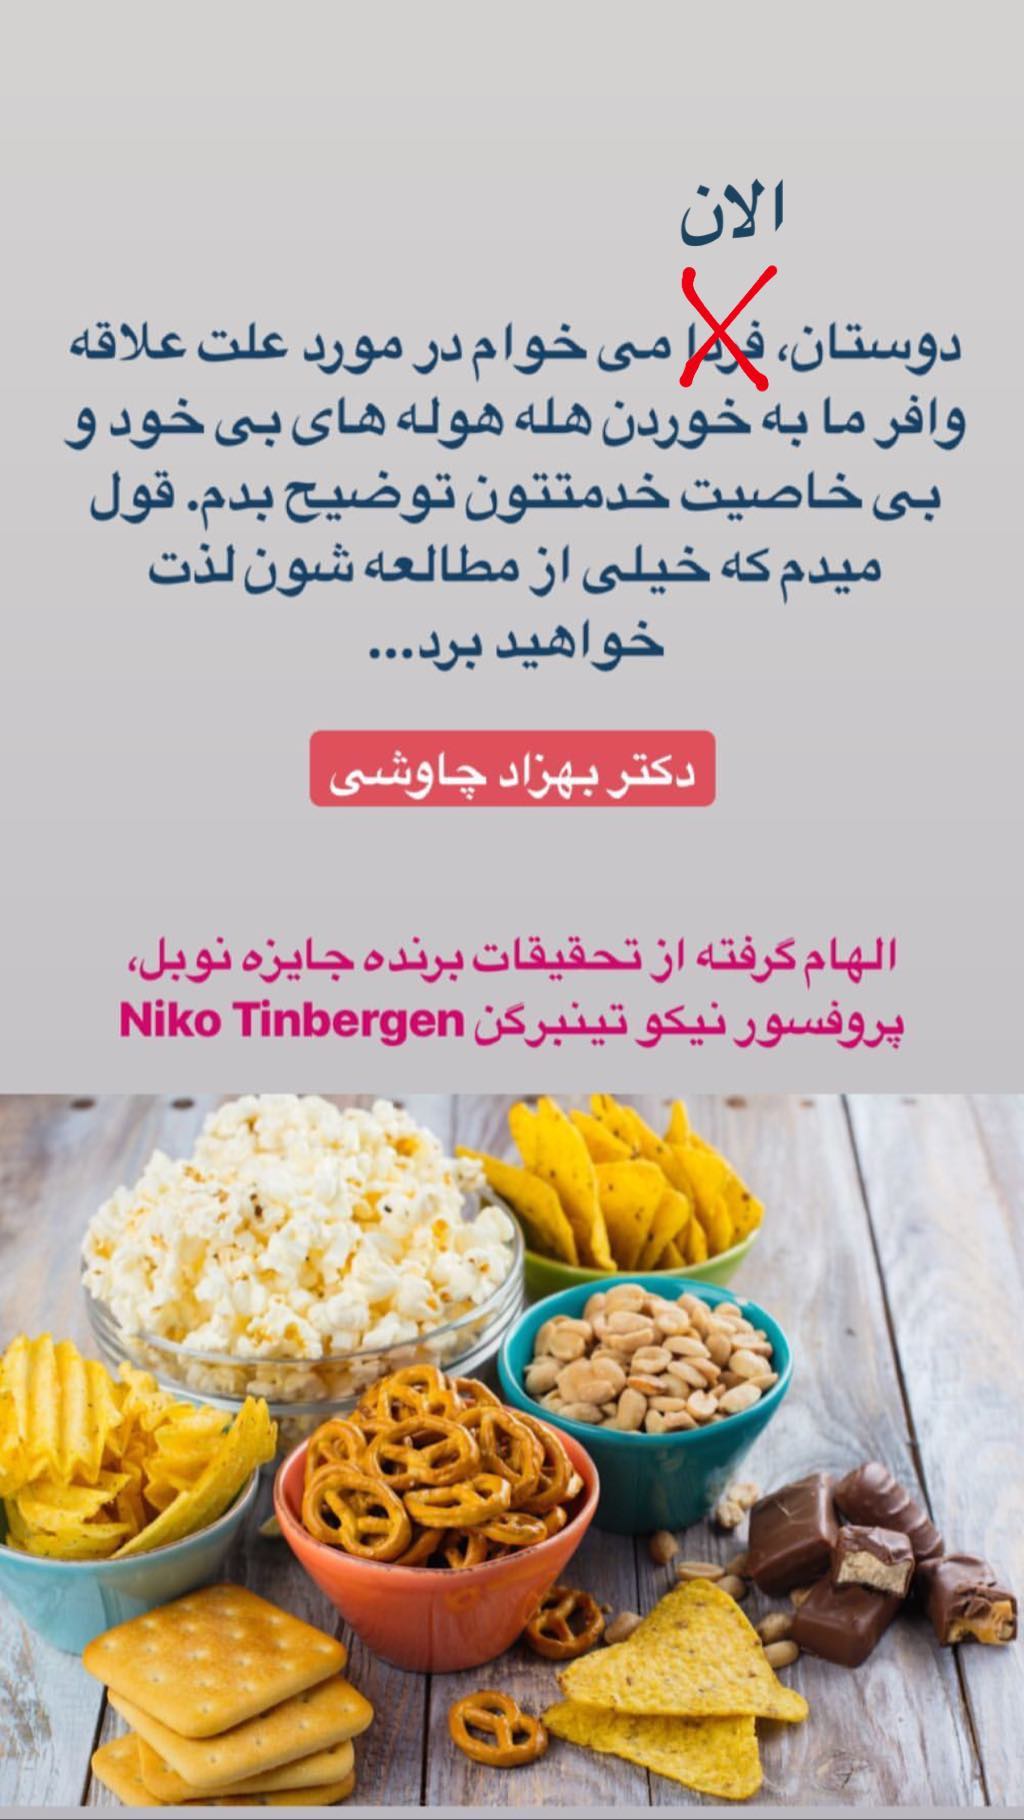 الان
دوستان، فردا می خوام در مورد علت علاقه
وافر ما به خوردن هله هوله های بی خود و
بی خاصیت خدمتتون توضیح بدم. قول
میدم که خیلی از مطالعه شون لذت
خواهید برد...
دکتر بهزاد چاوشی
الهام گرفته از تحقیقات برنده جایزه نوبل،
پروفسور نیکو تینبرگن Niko Tinbergen